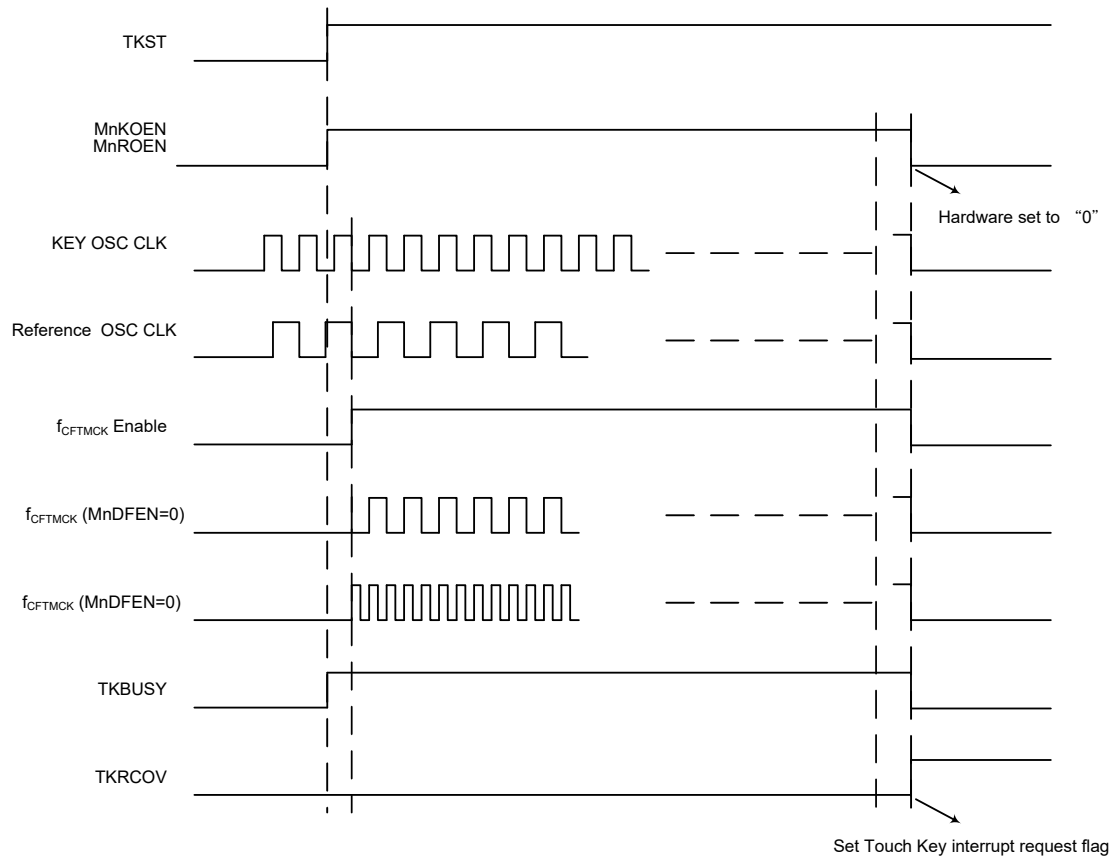 TKST
MnKOEN
MnROEN
Hardware set to “0”
KEY OSC CLK
Reference OSC CLK
fCFTMCK Enable
fCFTMCK (MnDFEN=0)
fCFTMCK (MnDFEN=0)
TKBUSY
TKRCOV
Set Touch Key interrupt request flag